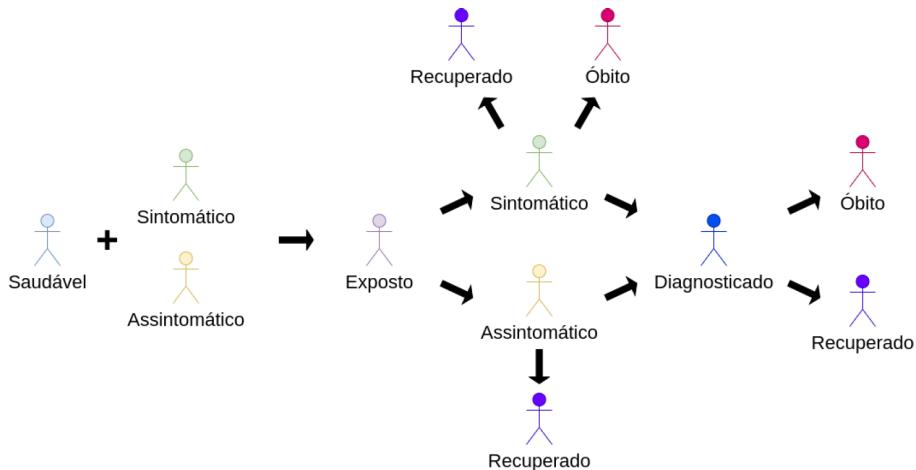 Recuperado
Óbito
Sintomático
Sintomático
Óbito
Saudável
Exposto
Diagnosticado
Assintomático
Assintomático
Recuperado
Recuperado